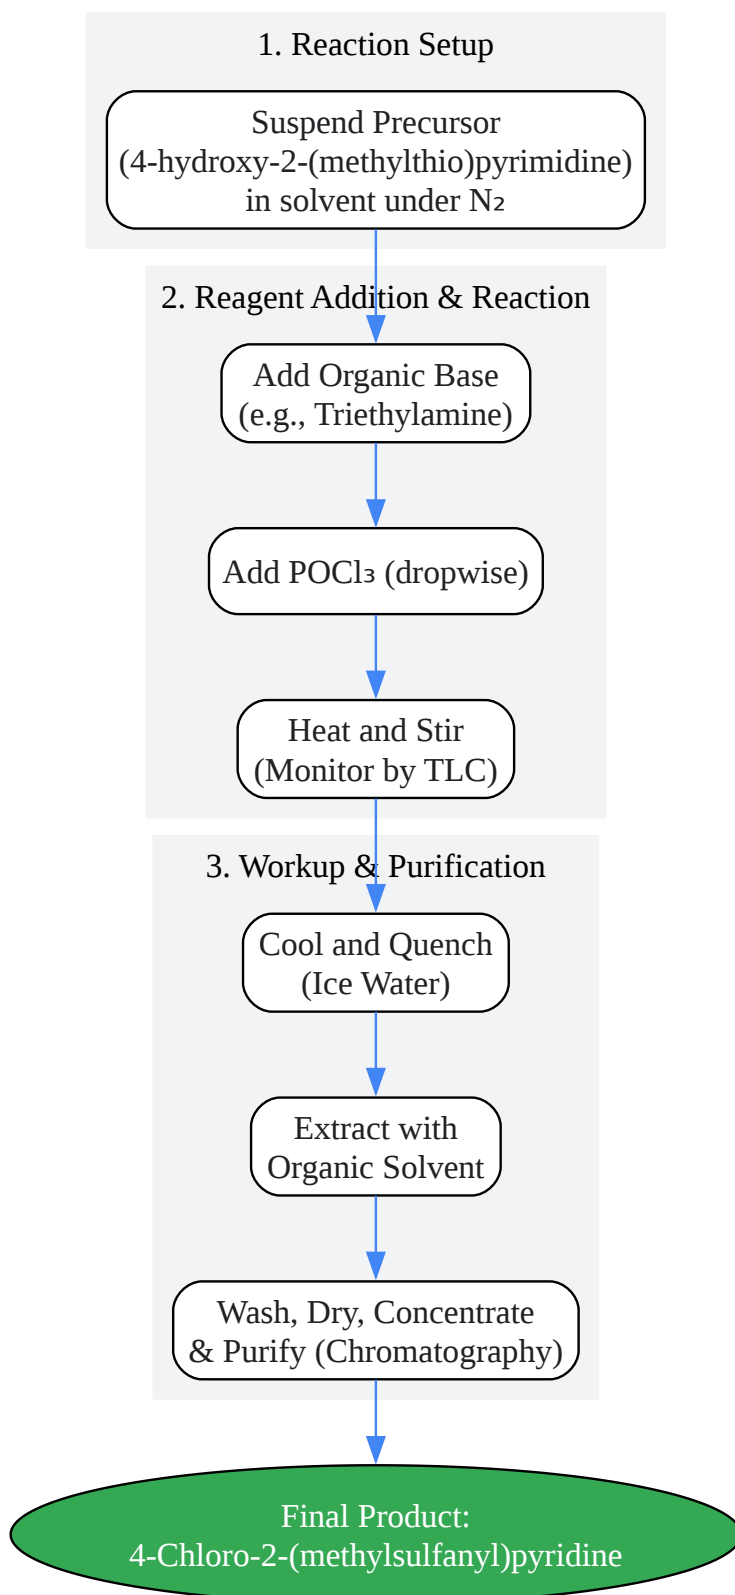 1. Reaction Setup
Suspend Precursor
(4-hydroxy-2-(methylthio)pyrimidine)
in solvent under N₂
2. Reagent Addition & Reaction
Add Organic Base
(e.g., Triethylamine)
Add POCl₃ (dropwise)
Heat and Stir
(Monitor by TLC)
3. Workup & Purification
Cool and Quench
(Ice Water)
Extract with
Organic Solvent
Wash, Dry, Concentrate
& Purify (Chromatography)
Final Product:
4-Chloro-2-(methylsulfanyl)pyridine